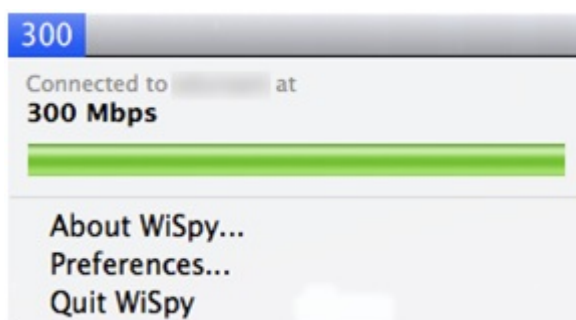 300
Connected to at
300 Mbps
About WiSpy...
Preferences...
Quit WiSpy